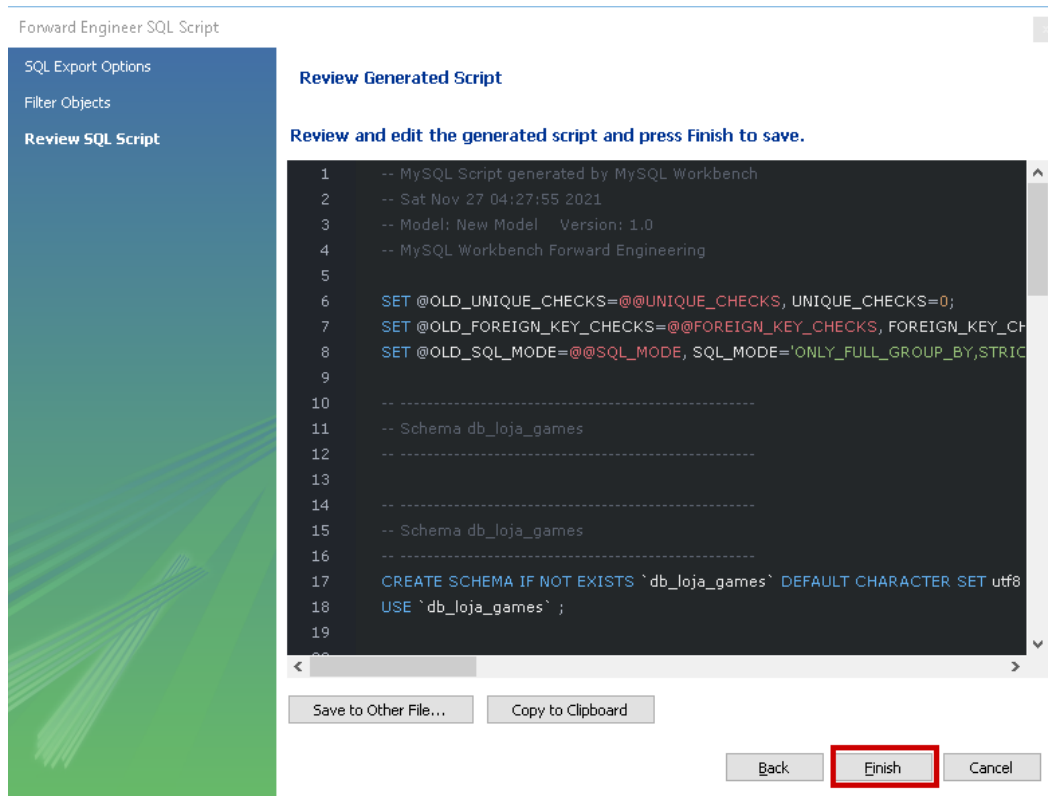 Forward Engineer SQL Script
SQL Export Options
Filter Objects
Review SQL Script
Review Generated Script
Review and edit the generated script and press Finish to save.
1 -- MySQL Script generated by MySQL Workbench
2 -- Sat Nov 27 04:27:55 2021
3 -- Model: New Model    Version: 1.0
4 -- MySQL Workbench Forward Engineering
5
6 SET @OLD_UNIQUE_CHECKS=@@UNIQUE_CHECKS, UNIQUE_CHECKS=0;
7 SET @OLD_FOREIGN_KEY_CHECKS=@@FOREIGN_KEY_CHECKS, FOREIGN_KEY_CH
8 SET @OLD_SQL_MODE=@@SQL_MODE, SQL_MODE='ONLY_FULL_GROUP_BY,STRIC
9
10 -- -----------------------------------------------------
11 -- Schema db_loja_games
12 -- -----------------------------------------------------
13
14 -- -----------------------------------------------------
15 -- Schema db_loja_games
16 -- -----------------------------------------------------
17 CREATE SCHEMA IF NOT EXISTS `db_loja_games` DEFAULT CHARACTER SET utf8
18 USE `db_loja_games` ;
19
Save to Other File...
Copy to Clipboard
Back
Finish
Cancel